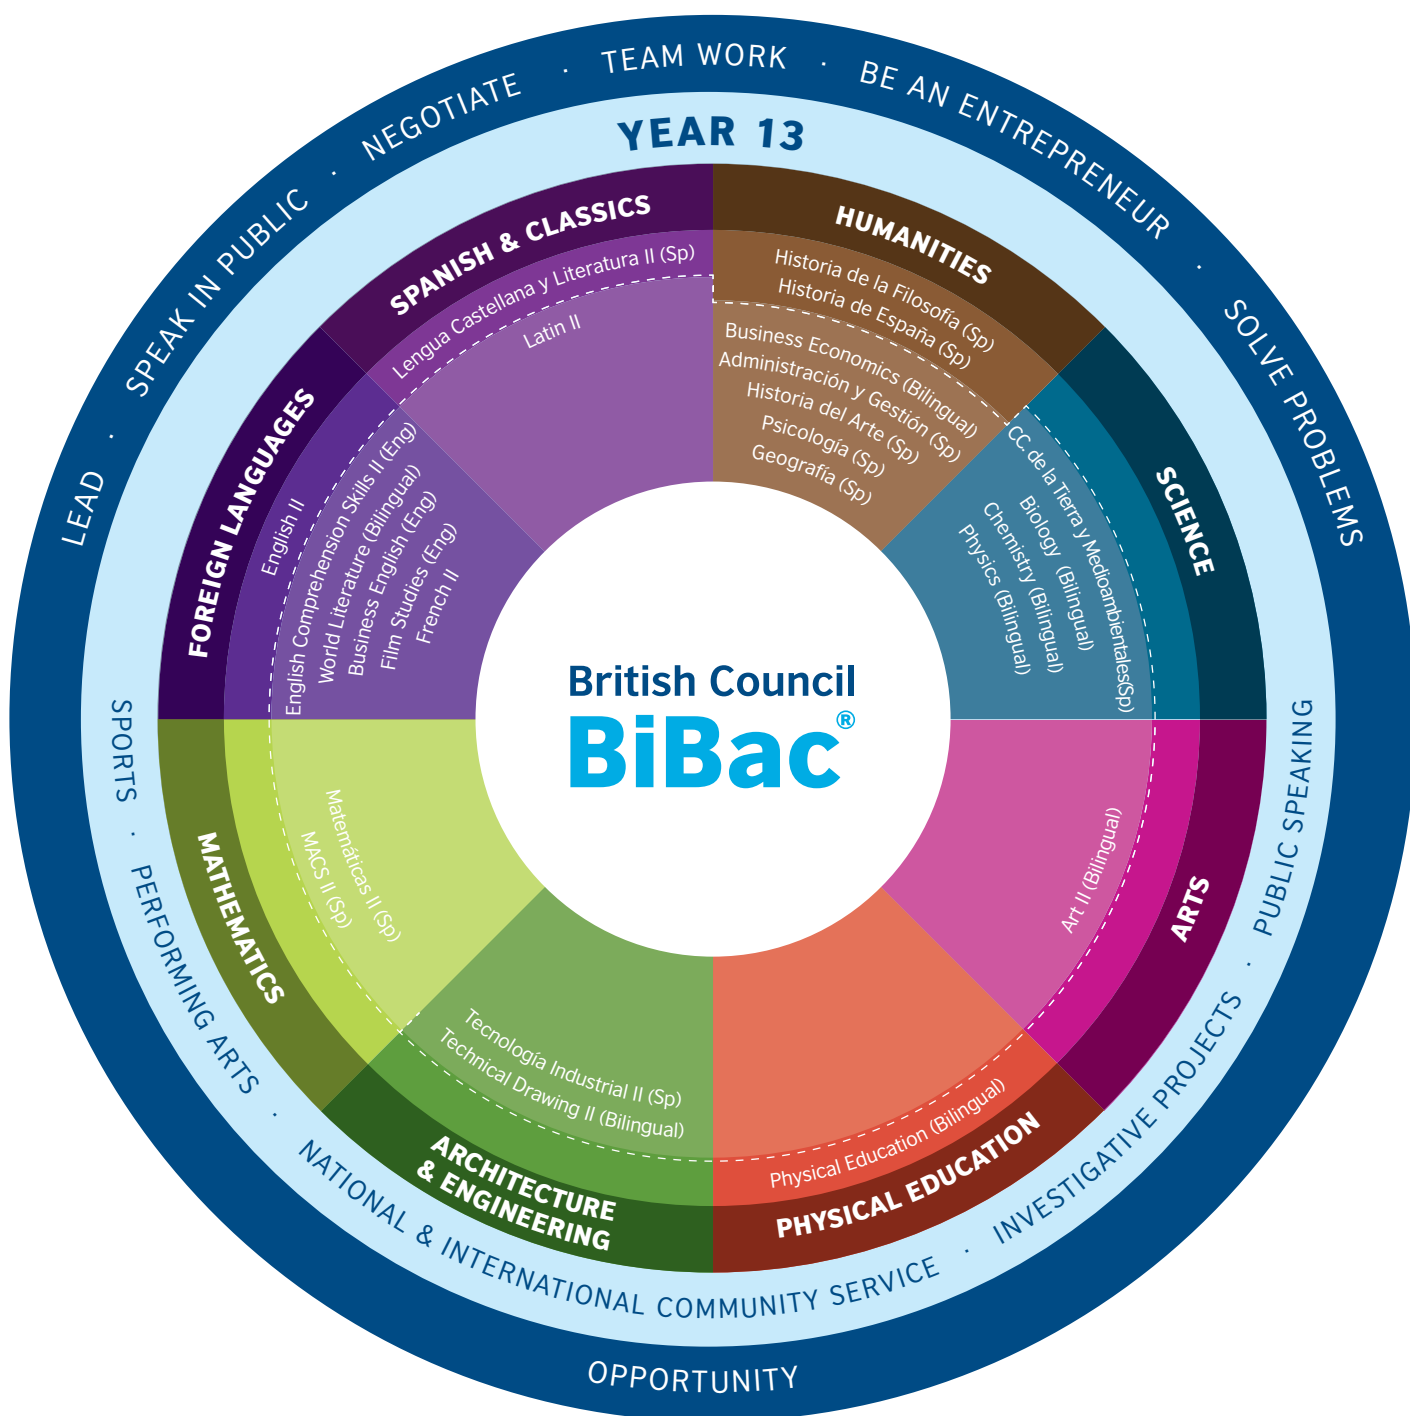 LEAD · SPEAK IN PUBLIC · NEGOTIATE · TEAM WORK · BE AN ENTREPRENEUR · SOLVE PROBLEMS
OPPORTUNITY
YEAR 13
SPORTS · PERFORMING ARTS · NATIONAL & INTERNATIONAL COMMUNITY SERVICE · INVESTIGATIVE PROJECTS · PUBLIC SPEAKING
SPANISH & CLASSICS
Lengua Castellana y Literatura II (Sp)
Latin II
HUMANITIES
Historia de la Filosofía (Sp)
Historia de España (Sp)
Business Economics (Bilingual)
Administración y Gestión (Sp)
Historia del Arte (Sp)
Psicología (Sp)
Geografía (Sp)
SCIENCE
CC. de la Tierra y Medioambientales(Sp)
Biology (Bilingual)
Chemistry (Bilingual)
Physics (Bilingual)
ARTS
Art II (Bilingual)
PHYSICAL EDUCATION
Physical Education (Bilingual)
ARCHITECTURE
& ENGINEERING
Tecnología Industrial II (Sp)
Technical Drawing II (Bilingual)
MATHEMATICS
Matemáticas II (Sp)
MACS II (Sp)
FOREIGN LANGUAGES
English II
English Comprehension Skills II (Eng)
World Literature (Bilingual)
Business English (Eng)
Film Studies (Eng)
French II
British Council
BiBac®